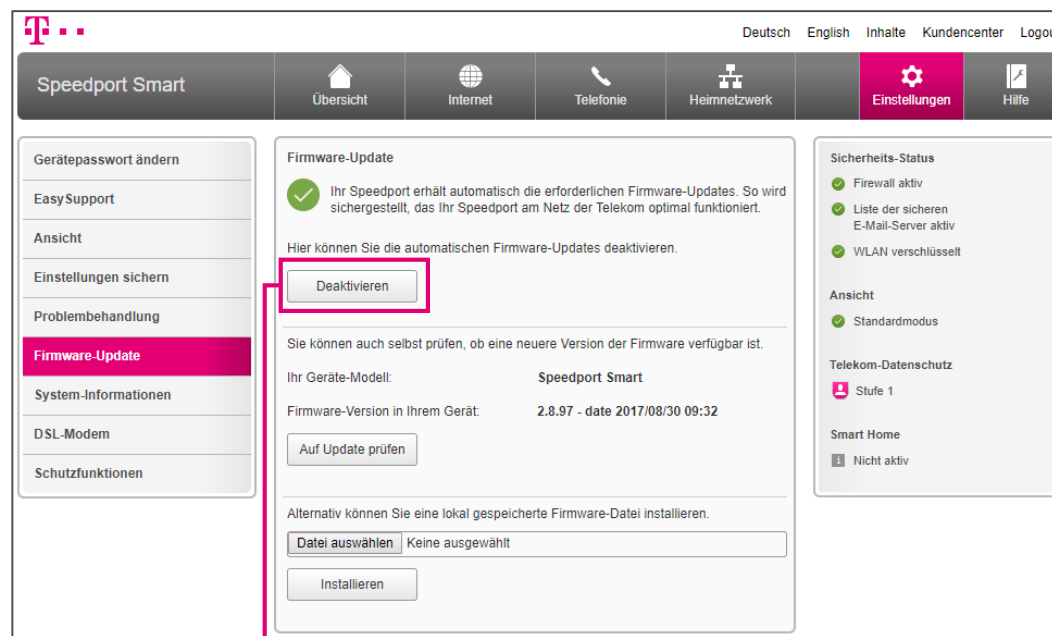 T
Deutsch English Inhalte Kundencenter
Speedport Smart
Übersicht
Internet
Telefonie
Heimnetzwerk
Einstellungen
Hilfe
Gerätepasswort ändern
EasySupport
Ansicht
Einstellungen sichern
Problembehandlung
Firmware-Update
System-Informationen
DSL-Modem
Schutzfunktionen
Firmware-Update
Ihr Speedport erhält automatisch die erforderlichen Firmware-Updates. So wird
sichergestellt, das Ihr Speedport am Netz der Telekom optimal funktioniert.
Hier können Sie die automatischen Firmware-Updates deaktivieren.
Deaktivieren
Sie können auch selbst prüfen, ob eine neuere Version der Firmware verfügbar ist.
Ihr Geräte-Modell: Speedport Smart
Firmware-Version in Ihrem Gerät: 2.8.97 - date 2017/08/30 09:32
Auf Update prüfen
Alternativ können Sie eine lokal gespeicherte Firmware-Datei installieren.
Datei auswählen Keine ausgewählt
Installieren
Sicherheits-Status
Firewall aktiv
Liste der sicheren
E-Mail-Server aktiv
WLAN verschlüsselt
Ansicht
Standardmodus
Telekom-Datenschutz
Stufe 1
Smart Home
Nicht aktiv